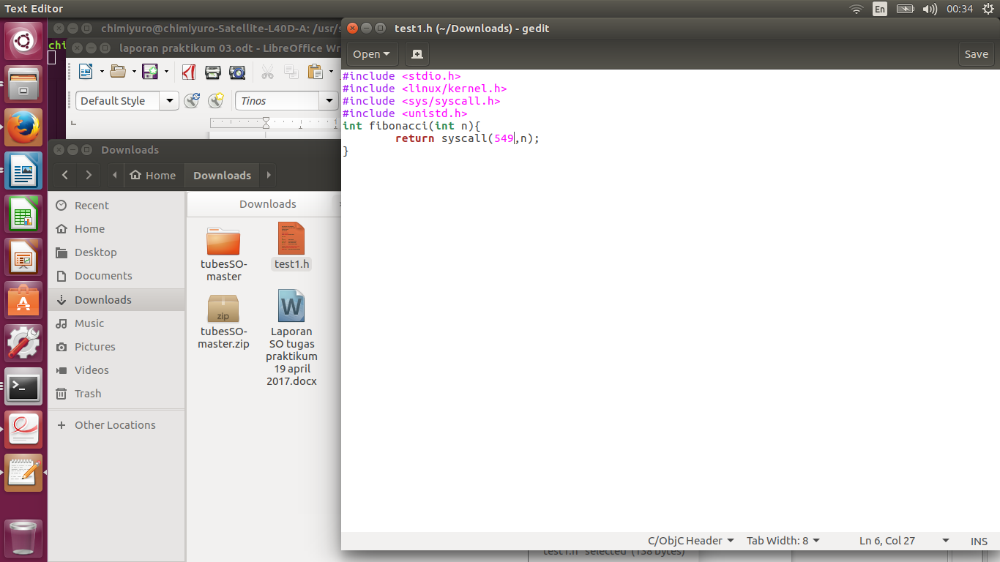 Text Editor
En
00:34
chimiyuro@chimiyuro-Satellite-L40D-A: /usr/s
chi
laporan praktikum 03.odt - LibreOffice Wr
Default Style
Tinos
1
Downloads
Home
Downloads
Recent
Home
Desktop
Documents
Downloads
Music
Pictures
Videos
Trash
Other Locations
Downloads
tubesSO-
master
test1.h
zip
tubesSO-
master.zip
W
Laporan
SO tugas
praktikum
19 april
2017.docx
test1.h (~/Downloads) - gedit
Open
Save
#include <stdio.h>
#include <linux/kernel.h>
#include <sys/syscall.h>
#include <unistd.h>
int fibonacci(int n){
        return syscall(549,n);
}
C/ObjC Header
Tab Width: 8
Ln 6, Col 27
INS
"test1.h" selected (138 bytes)